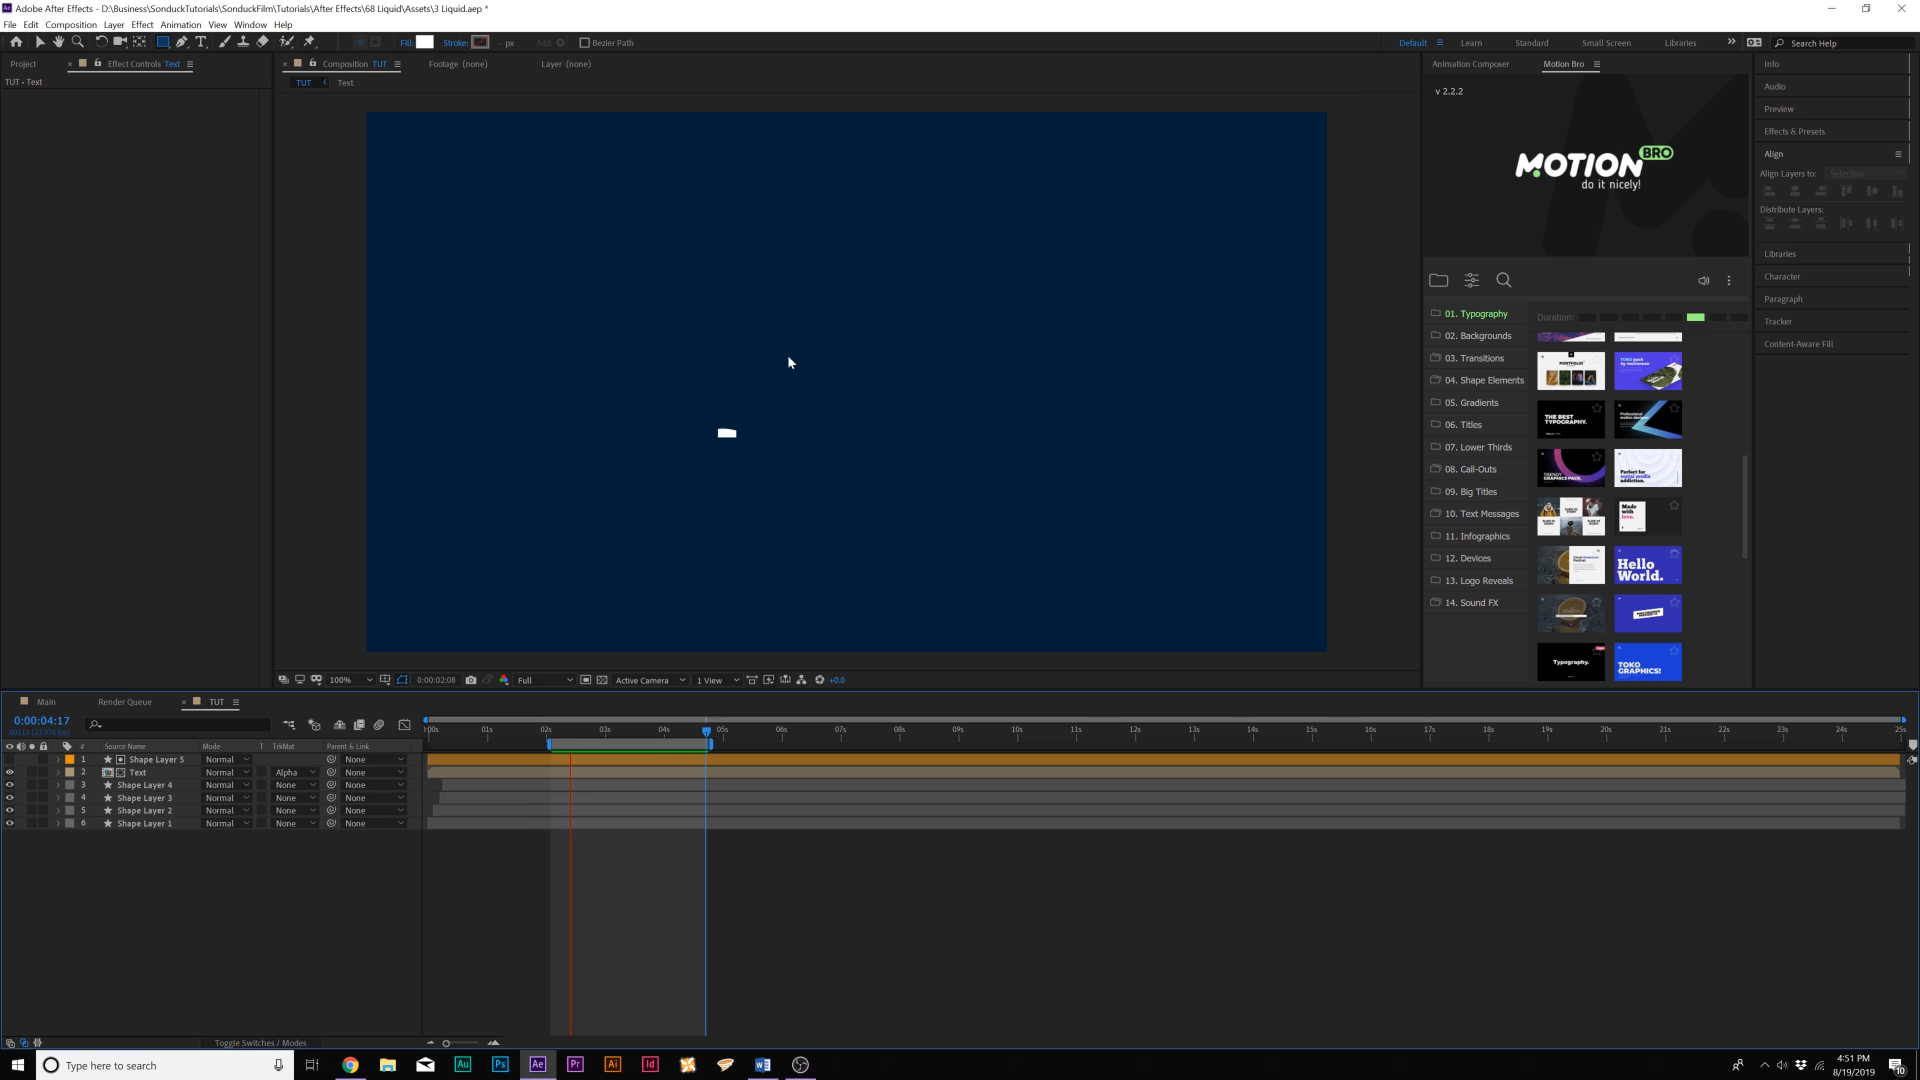 Adobe After Effects - D:\Business\SonduckTutorials\SonduckFilm\Tutorials\After Effects\68 Liquid\Assets\3 Liquid.aep *
File Edit Composition Layer Effect Animation View Window Help
Fill: Stroke: - px Add: Bezier Path Default Learn Standard Small Screen Libraries Search Help
Project Effect Controls Text Composition TUT Footage (none) Layer (none) Animation Composer Motion Bro Info
TUT • Text TUT Text
v 2.2.2
MOTION BRO
do it nicely!
Audio
Preview
Effects & Presets
Align
Align Layers to: Selection
Distribute Layers:
Libraries
Character
Paragraph
Tracker
Content-Aware Fill
Duration:
01. Typography
02. Backgrounds
03. Transitions
04. Shape Elements
05. Gradients
06. Titles
07. Lower Thirds
08. Call-Outs
09. Big Titles
10. Text Messages
11. Infographics
12. Devices
13. Logo Reveals
14. Sound FX
PORTFOLIO
TOKO pack
THE BEST
TYPOGRAPHY.
Professional
TRENDY
GRAPHICS PACK.
Perfect for
social media
addiction.
Made
with
love.
Hello
World.
Typography.
TOKO
GRAPHICS!
100% 0:00:02:08 Full Active Camera 1 View +0.0
Main Render Queue TUT
0:00:04:17
:00s 01s 02s 03s 04s 05s 06s 07s 08s 09s 10s 11s 12s 13s 14s 15s 16s 17s 18s 19s 20s 21s 22s 23s 24s 25s
# Source Name Mode T TrkMat Parent & Link
1 Shape Layer 5 Normal None
2 Text Normal Alpha None
3 Shape Layer 4 Normal None None
4 Shape Layer 3 Normal None None
5 Shape Layer 2 Normal None None
6 Shape Layer 1 Normal None None
Toggle Switches / Modes
Type here to search Au Ps Ae Pr Ai Id
4:51 PM
8/19/2019
10